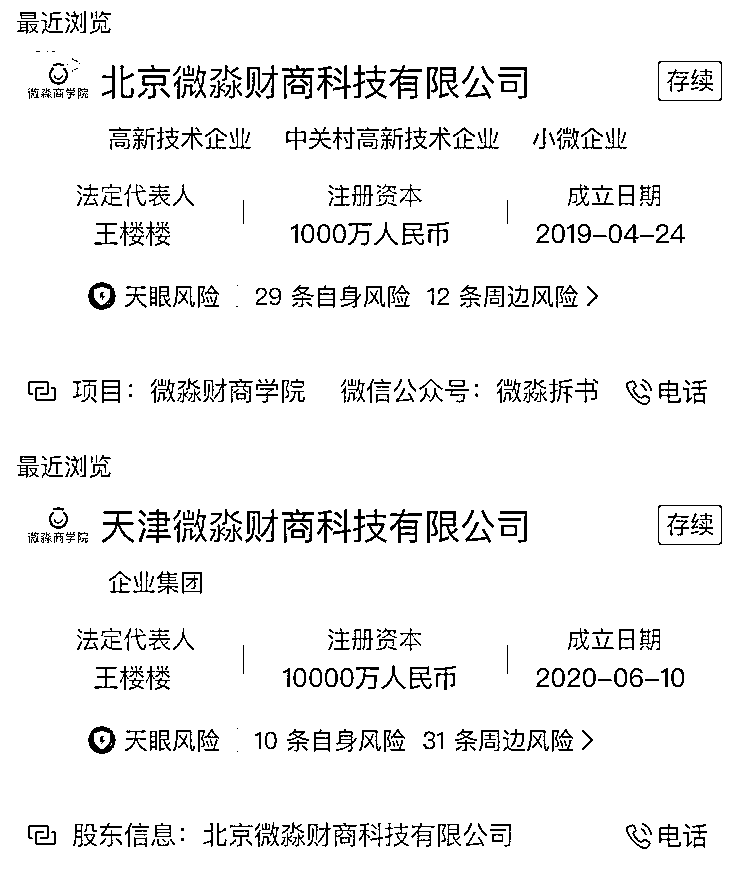 最近浏览
微淼商学院
北京微淼财商科技有限公司 存续
高新技术企业 中关村高新技术企业 小微企业
法定代表人 注册资本 成立日期
王楼楼 1000万人民币 2019-04-24
天眼风险 29 条自身风险 12 条周边风险 >
项目：微淼财商学院 微信公众号：微淼拆书 电话
最近浏览
微淼商学院
天津微淼财商科技有限公司 存续
企业集团
法定代表人 注册资本 成立日期
王楼楼 10000万人民币 2020-06-10
天眼风险 10 条自身风险 31 条周边风险 >
股东信息：北京微淼财商科技有限公司 电话